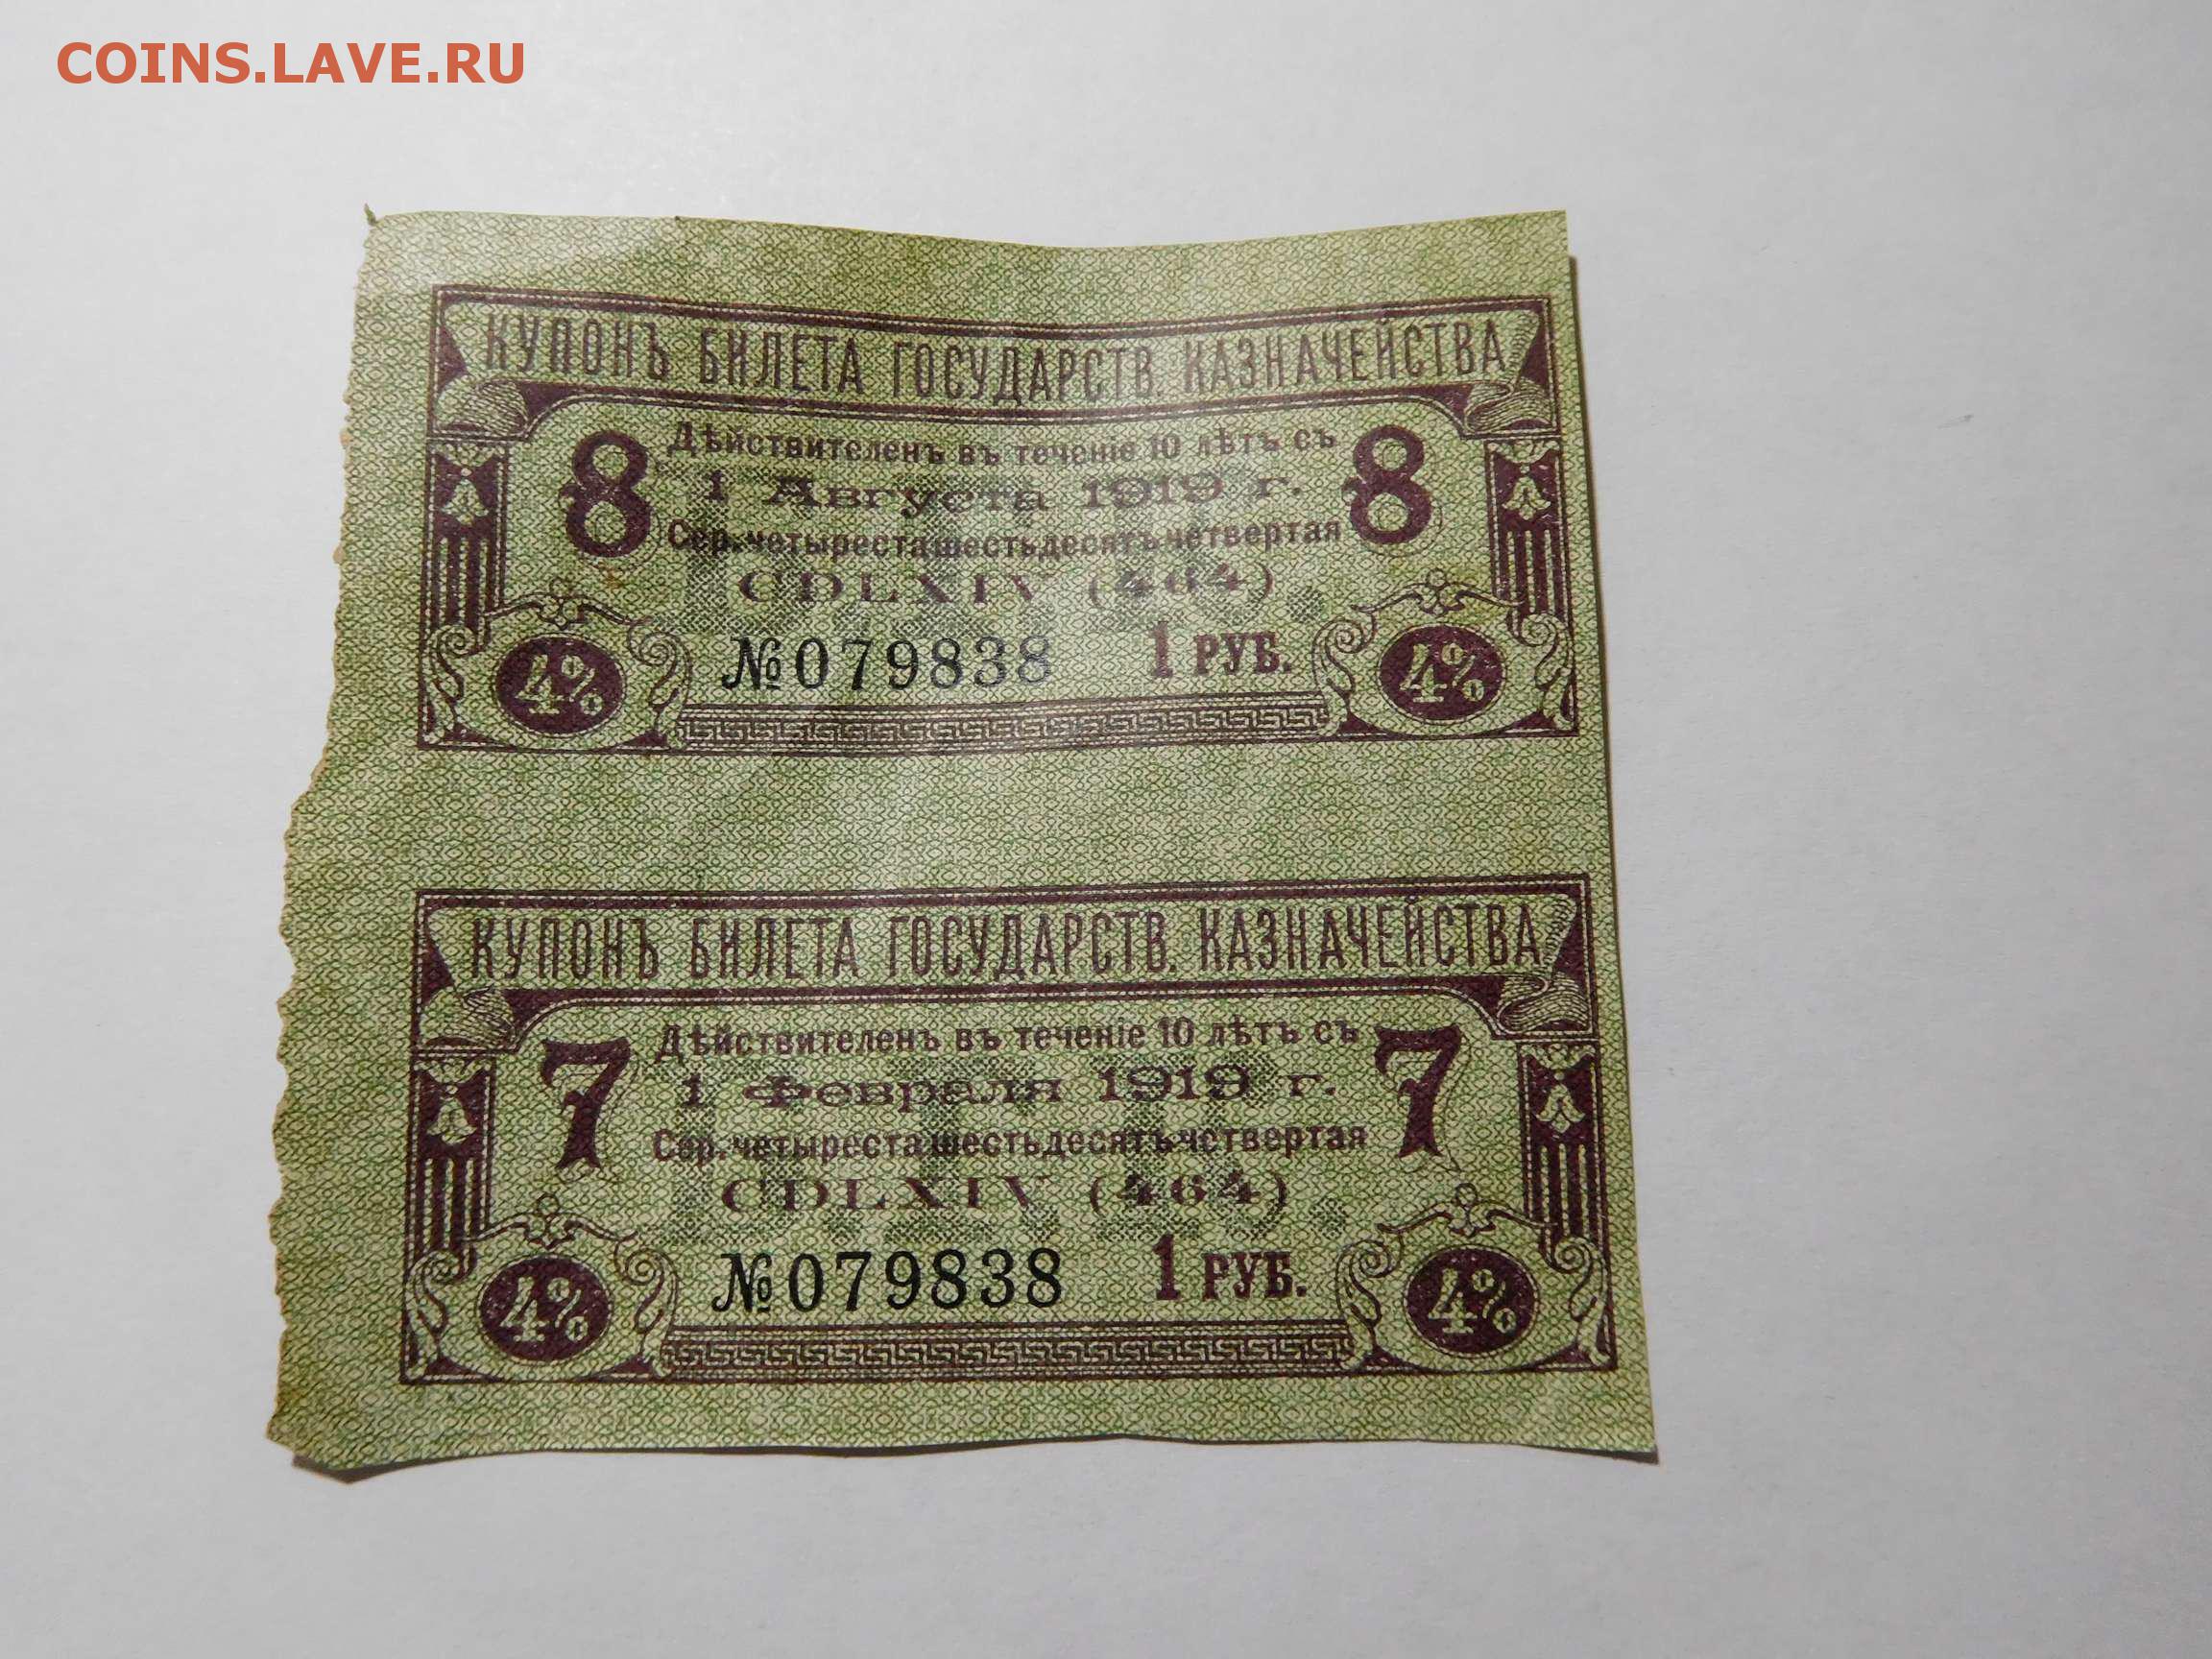 COINS.LAVE.RU
КУПОНЪ БИЛЕТА ГОСУДАРСТВ. КАЗНАЧЕЙСТВА
8 Дѣйствителенъ въ теченіе 10 лѣтъ съ 8
1 Августа 1919 г.
Сер. четыреста шестьдесятъ четвертая
CDLXIV (464)
4% №079838 1 РУБ. 4%
КУПОНЪ БИЛЕТА ГОСУДАРСТВ. КАЗНАЧЕЙСТВА
7 Дѣйствителенъ въ теченіе 10 лѣтъ съ 7
1 Февраля 1919 г.
Сер. четыреста шестьдесятъ четвертая
CDLXIV (464)
4% №079838 1 РУБ. 4%